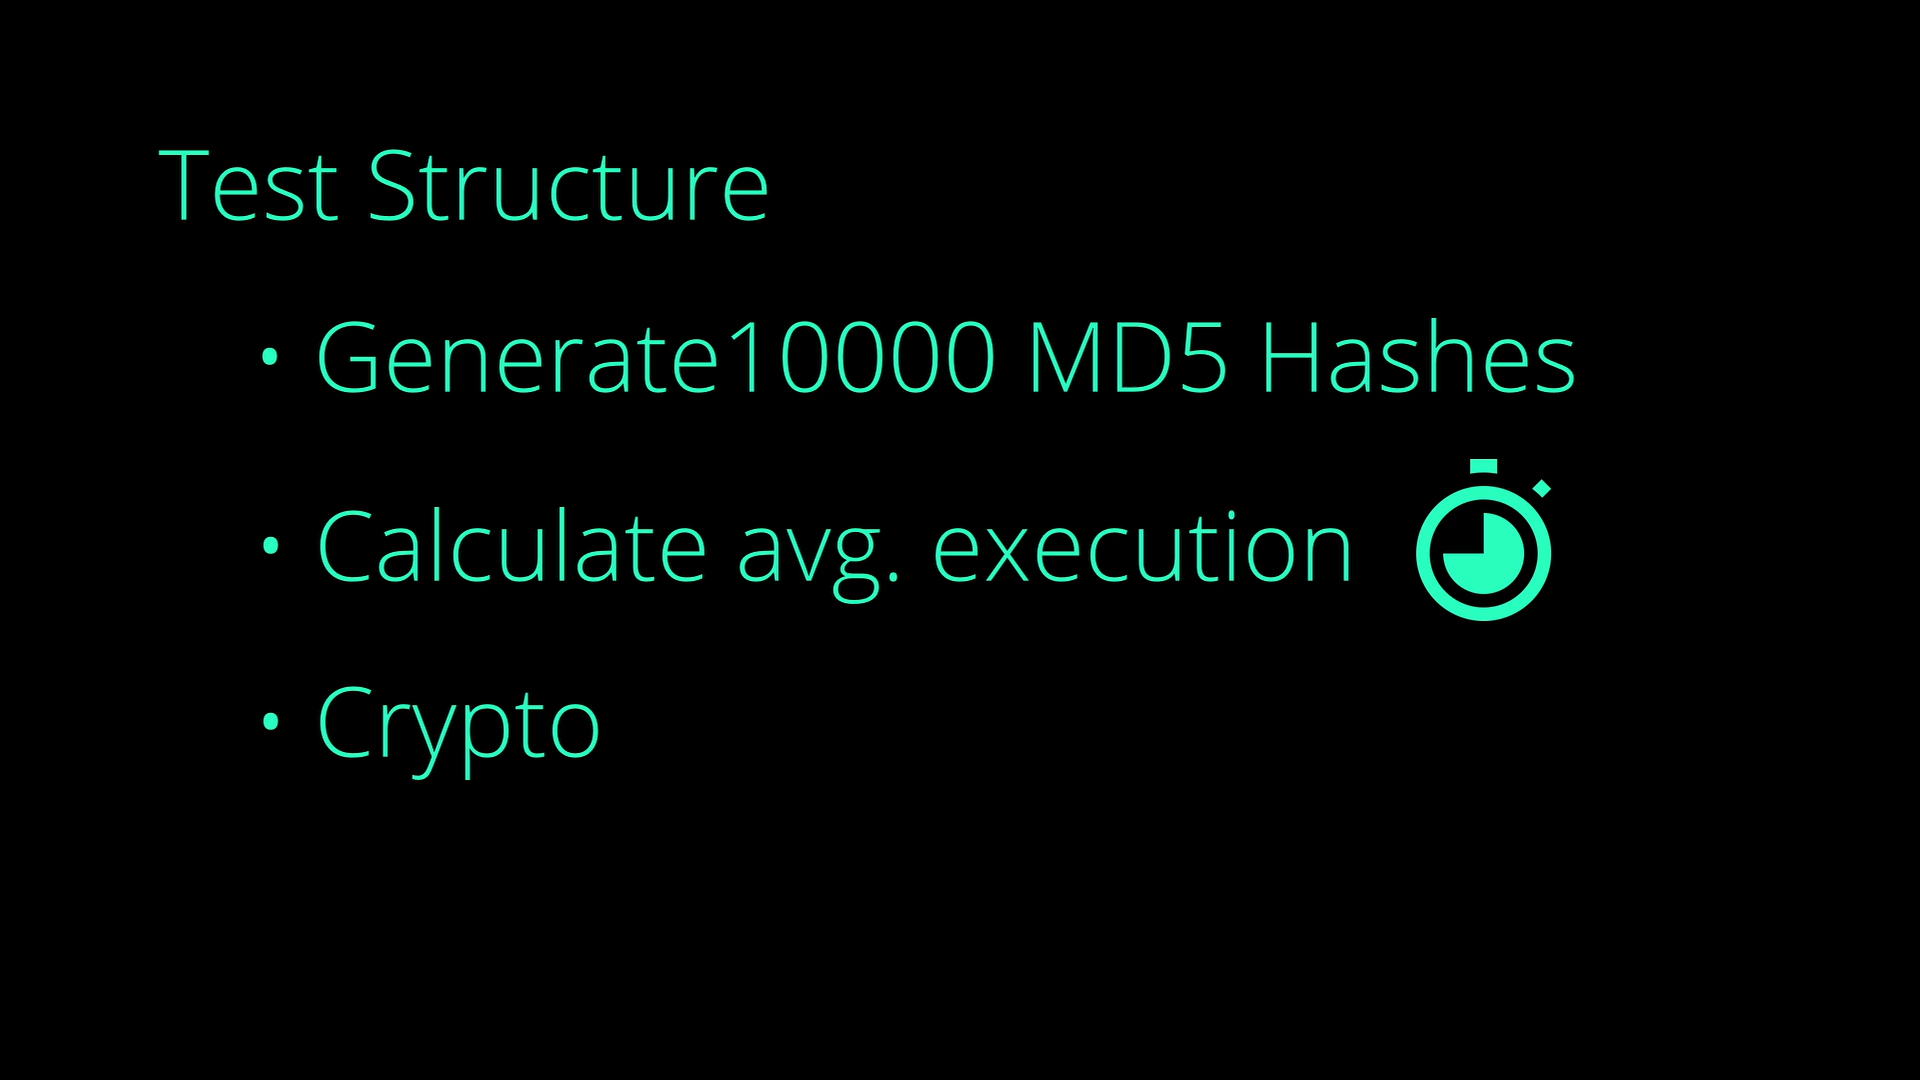 Test Structure
• Generate10000 MD5 Hashes
• Calculate avg. execution
• Crypto